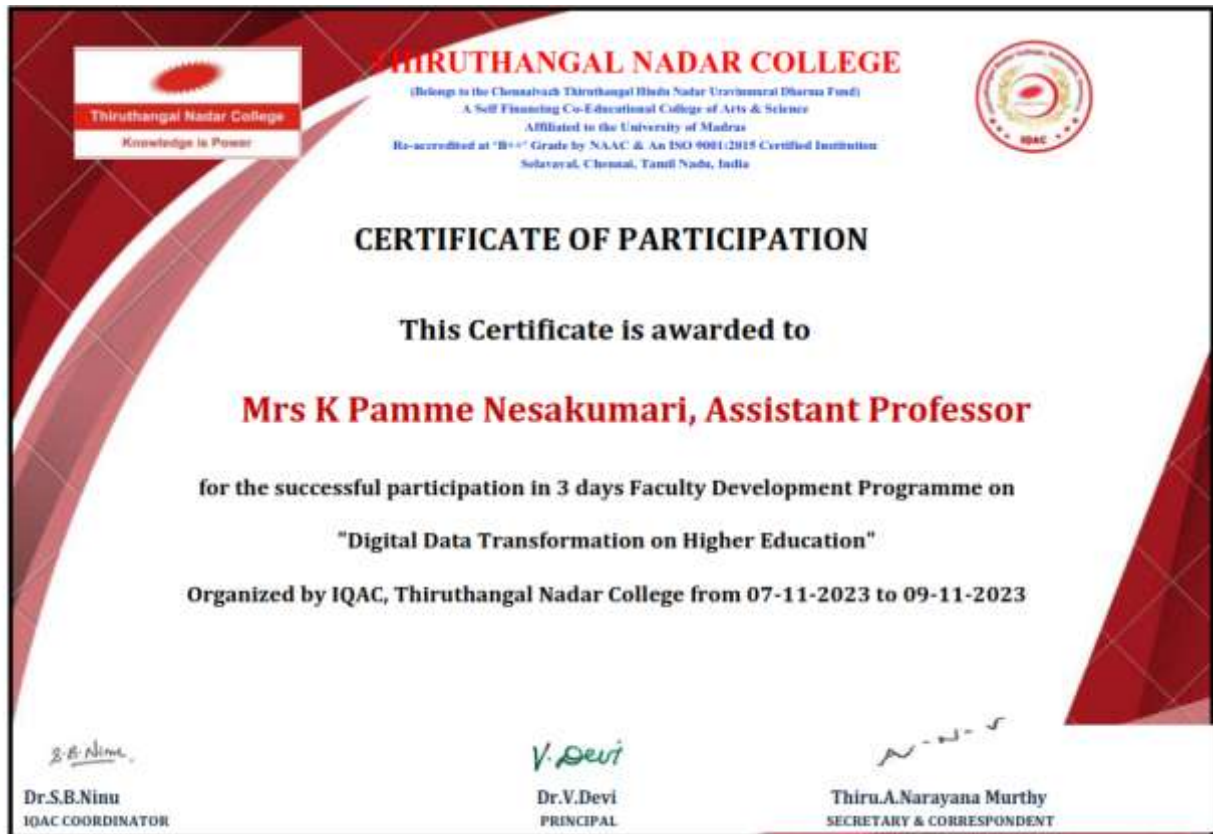 THIRUTHANGAL NADAR COLLEGE
(Belongs to the Chennaivazh Thiruthangal Hindu Nadar Uravinmurai Dharma Fund)
A Self Financing Co-Educational College of Arts & Science
Affiliated to the University of Madras
Re-accredited at "B++" Grade by NAAC & An ISO 9001:2015 Certified Institution
Selavayal, Chennai, Tamil Nadu, India
Thiruthangal Nadar College
Knowledge is Power
IQAC
CERTIFICATE OF PARTICIPATION
This Certificate is awarded to
Mrs K Pamme Nesakumari, Assistant Professor
for the successful participation in 3 days Faculty Development Programme on
"Digital Data Transformation on Higher Education"
Organized by IQAC, Thiruthangal Nadar College from 07-11-2023 to 09-11-2023
V. Devi
Dr.S.B.Ninu
IQAC COORDINATOR
Dr.V.Devi
PRINCIPAL
Thiru.A.Narayana Murthy
SECRETARY & CORRESPONDENT